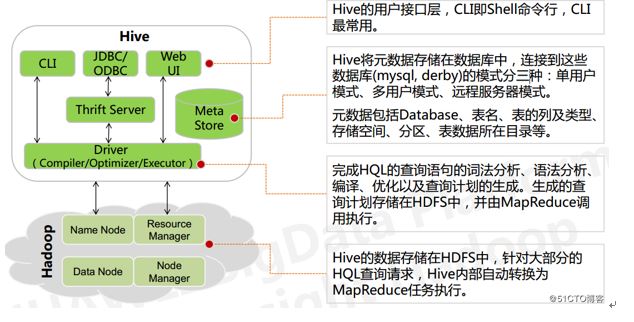 Hive
CLI
JDBC/
ODBC
Web
UI
Thrift Server
Meta
Store
Driver
( Compiler/Optimizer/Executor )
Hadoop
Name Node
Resource
Manager
Data Node
Node
Manager
Hive的用户接口层，CLI即Shell命令行，CLI
最常用。
Hive将元数据存储在数据库中，连接到这些
数据库(mysql, derby)的模式分三种：单用户
模式、多用户模式、远程服务器模式。
元数据包括Database、表名、表的列及类型、
存储空间、分区、表数据所在目录等。
完成HQL的查询语句的词法分析、语法分析、
编译、优化以及查询计划的生成。生成的查
询计划存储在HDFS中，并由MapReduce调
用执行。
Hive的数据存储在HDFS中，针对大部分的
HQL查询请求，Hive内部自动转换为
MapReduce任务执行。
@51CTO博客